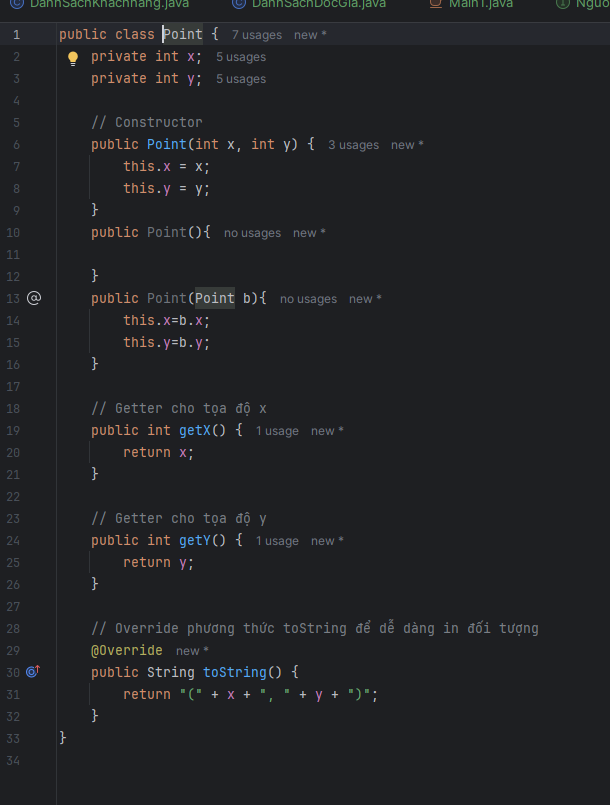 DanhSachKhachhang.java DanhSachDocGia.java Main1.java Nguo
1 public class Point { 7 usages new *
2 private int x; 5 usages
3 private int y; 5 usages
4
5 // Constructor
6 public Point(int x, int y) { 3 usages new *
7 this.x = x;
8 this.y = y;
9 }
10 public Point(){ no usages new *
11
12 }
13 public Point(Point b){ no usages new *
14 this.x=b.x;
15 this.y=b.y;
16 }
17
18 // Getter cho tọa độ x
19 public int getX() { 1 usage new *
20 return x;
21 }
22
23 // Getter cho tọa độ y
24 public int getY() { 1 usage new *
25 return y;
26 }
27
28 // Override phương thức toString để dễ dàng in đối tượng
29 @Override new *
30 public String toString() {
31 return "(" + x + ", " + y + ")";
32 }
33 }
34